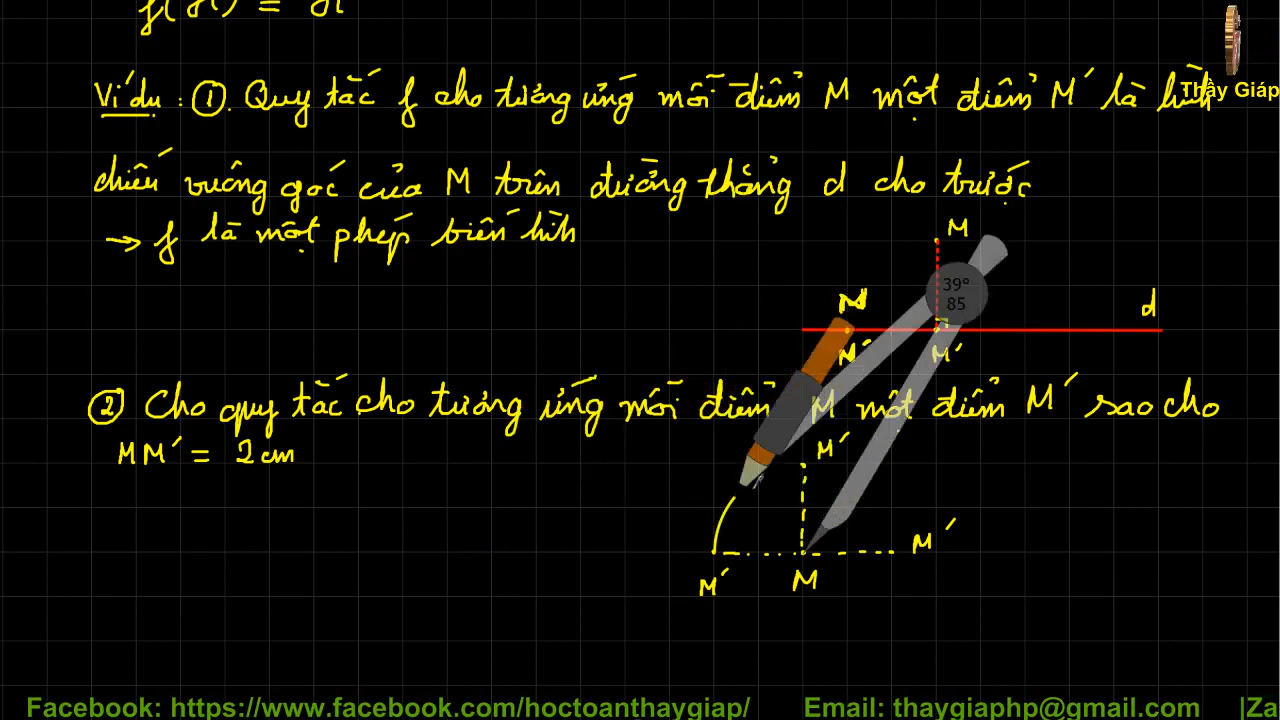 f(H) = H'
Thầy Giáp
Ví dụ : ①. Quy tắc f cho tương ứng mỗi điểm M một điểm M' là hình
chiếu vuông góc của M trên đường thẳng d cho trước
→ f là một phép biến hình
M
39°
85
N
d
N'
M'
② Cho quy tắc cho tương ứng mỗi điểm M một điểm M' sao cho
MM' = 2cm
M'
M'
M'
M
Facebook: https://www.facebook.com/hoctoanthaygiap/ Email: thaygiaphp@gmail.com |Za